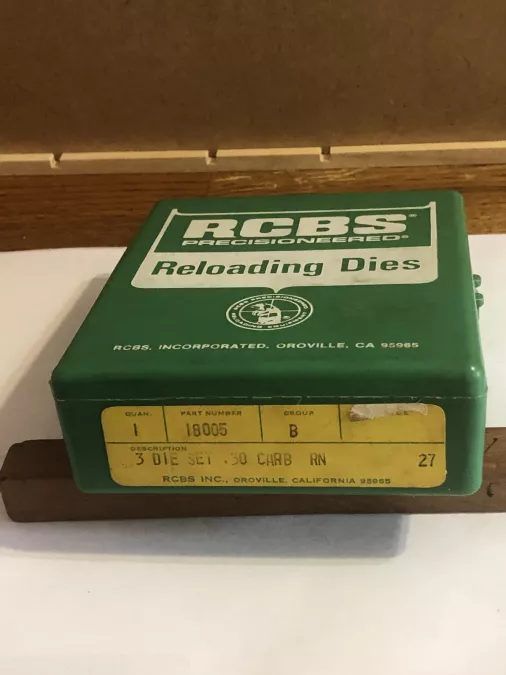 RCBS®
PRECISIONEERED®
Reloading Dies
RCBS, INCORPORATED, OROVILLE, CA 95965
QUAN. PART NUMBER GROUP
1 18005 B
DESCRIPTION
3 DIE SET .30 CARB RN 27
RCBS INC., OROVILLE, CALIFORNIA 95965